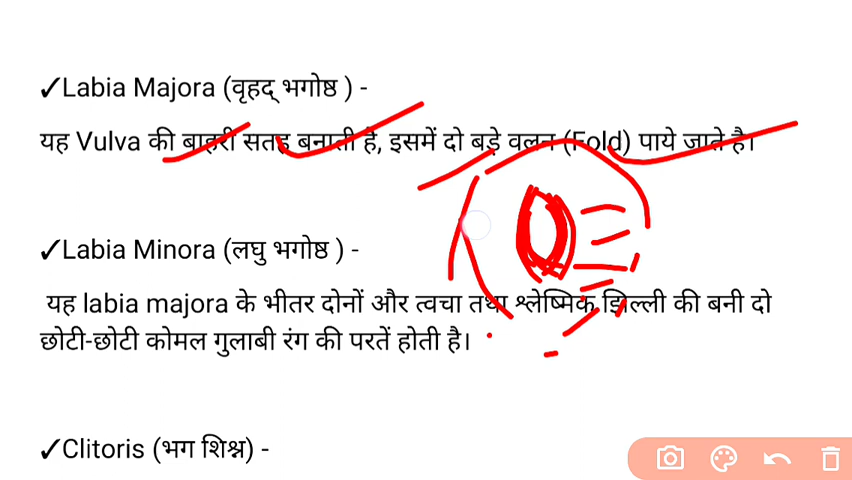 ✓Labia Majora (वृहद् भगोष्ठ ) -
यह Vulva की बाहरी सतह बनाती है, इसमें दो बड़े वलन (Fold) पाये जाते है।
✓Labia Minora (लघु भगोष्ठ ) -
यह labia majora के भीतर दोनों और त्वचा तथा श्लेष्मिक झिल्ली की बनी दो
छोटी-छोटी कोमल गुलाबी रंग की परतें होती है।
✓Clitoris (भग शिश्न) -